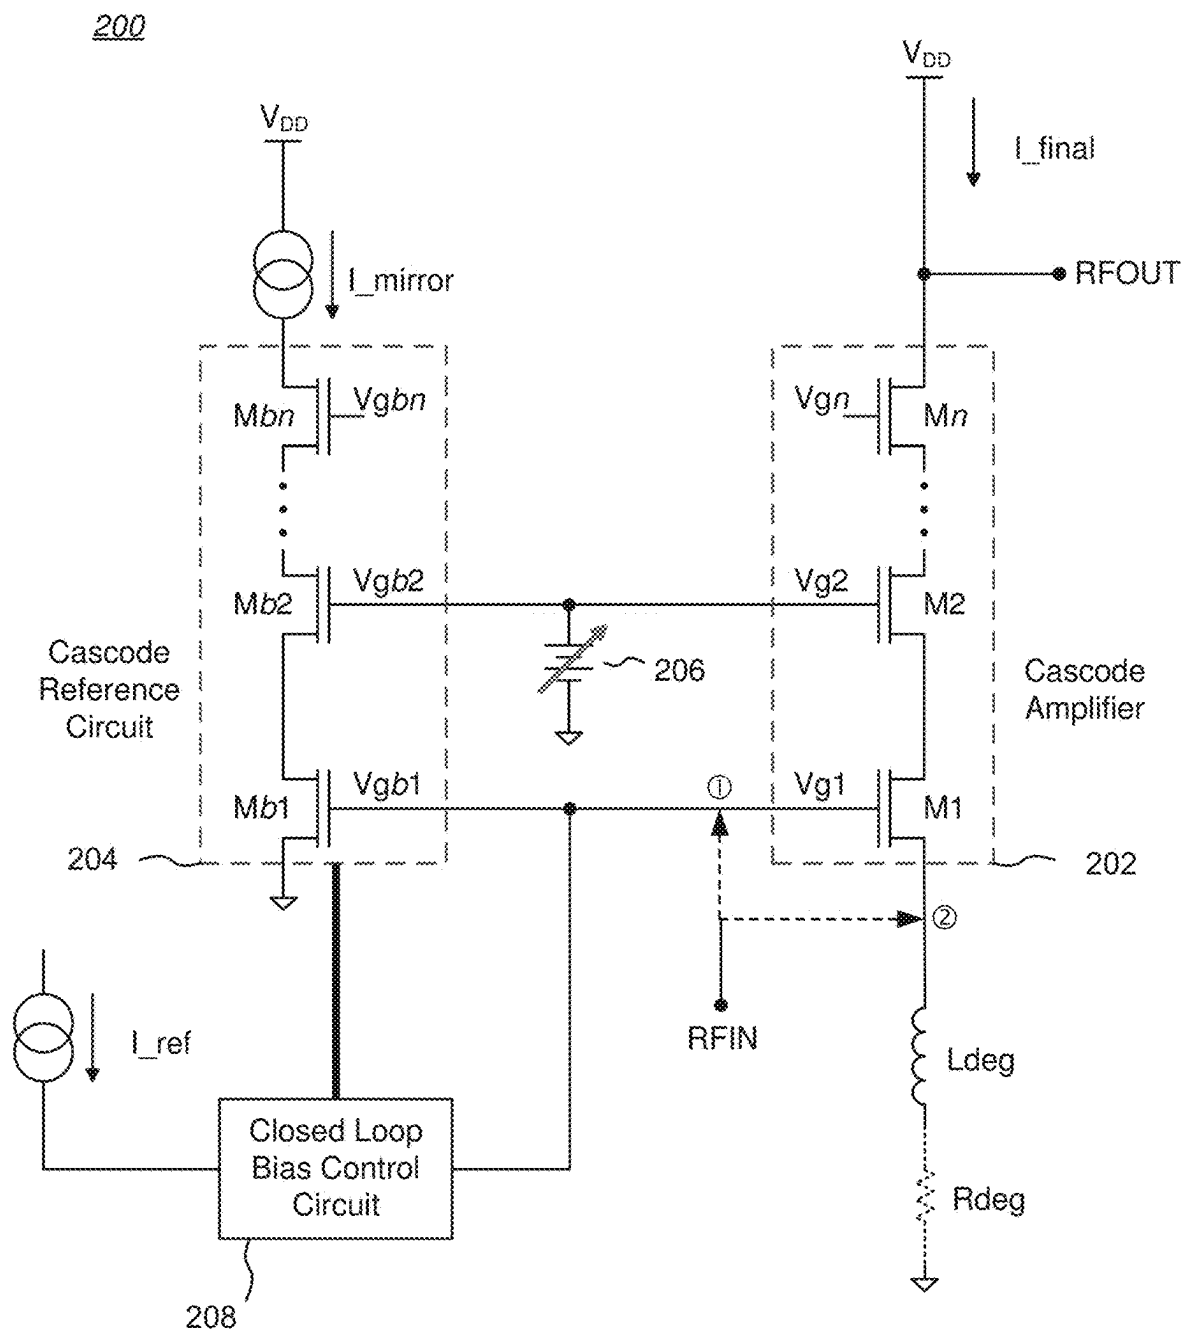 200
VDD
VDD
I_final
I_mirror
RFOUT
Mbn
Vgbn
Vgn
Mn
Mb2
Vgb2
Vg2
M2
Cascode
Reference
Circuit
206
Cascode
Amplifier
Mb1
Vgb1
①
Vg1
M1
204
202
②
I_ref
RFIN
Ldeg
Closed Loop
Bias Control
Circuit
Rdeg
208